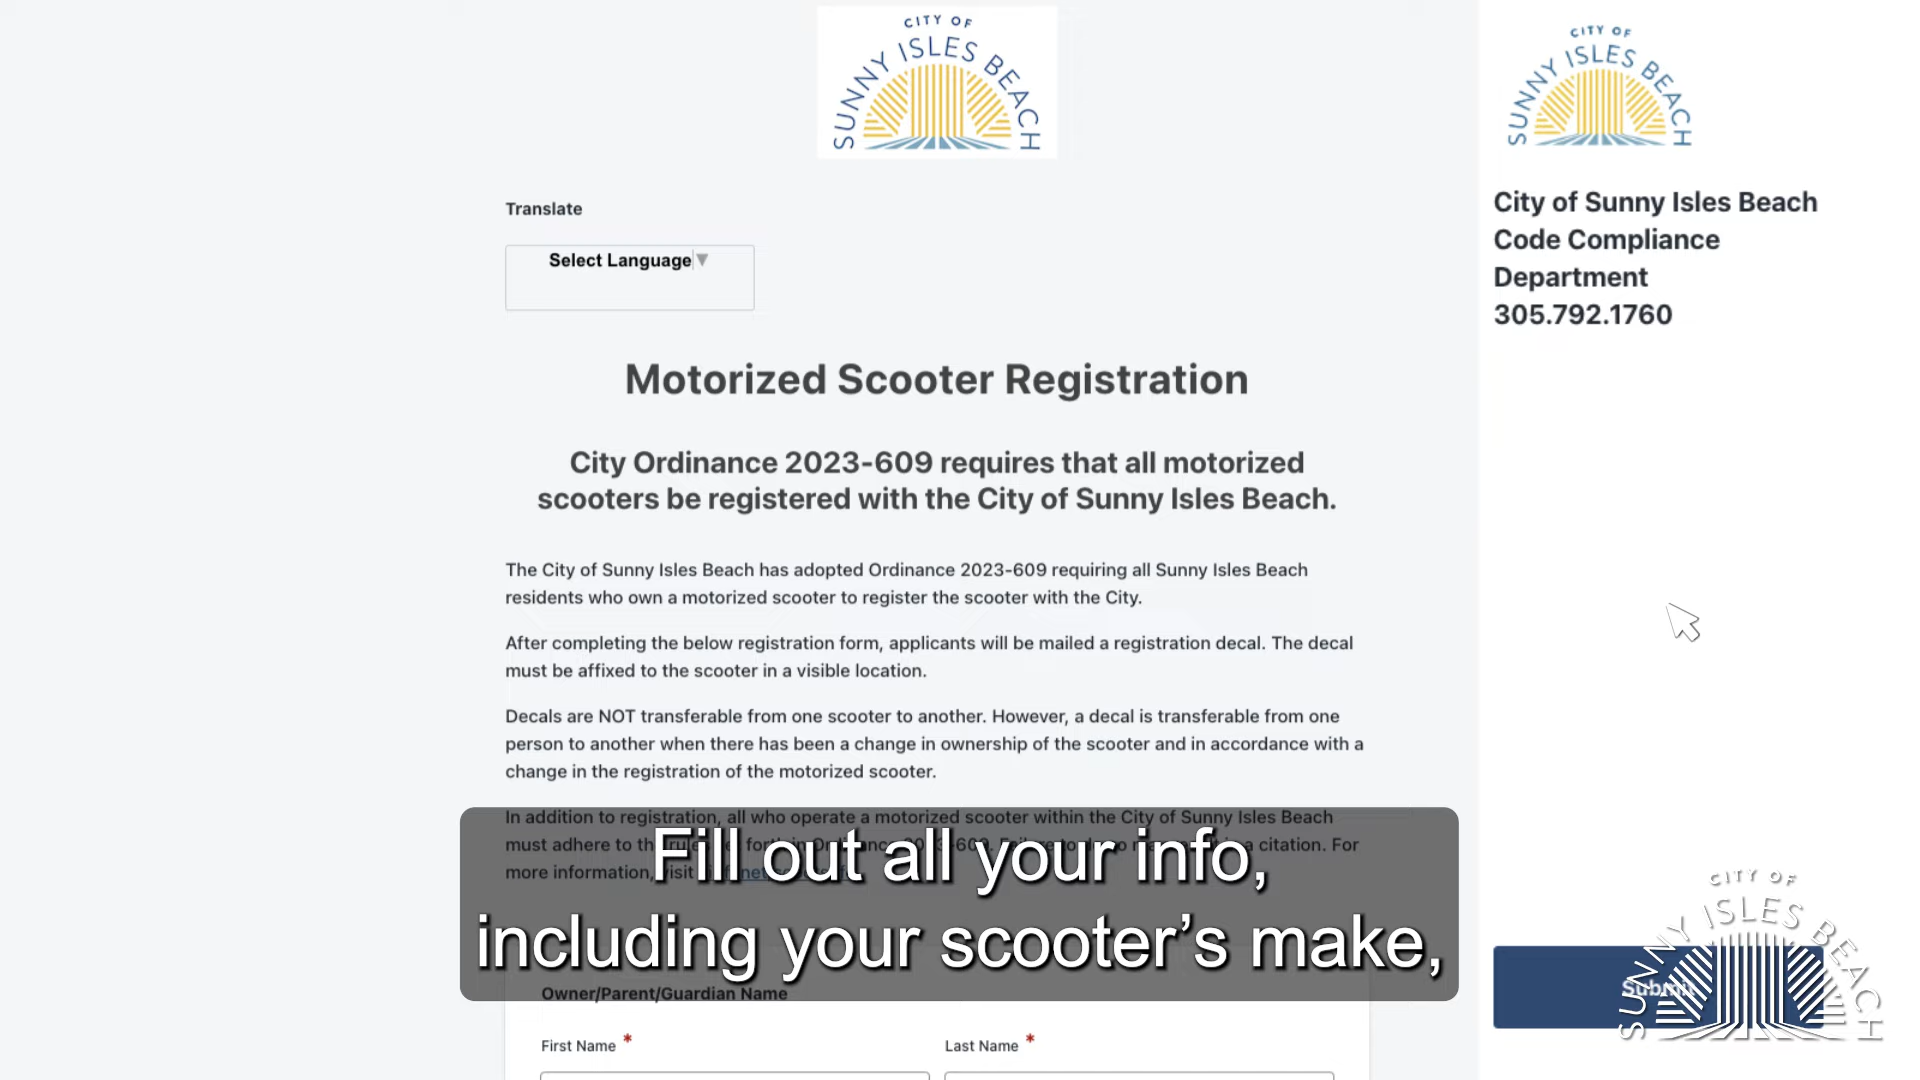 CITY OF
SUNNY ISLES BEACH
CITY OF
SUNNY ISLES BEACH
City of Sunny Isles Beach
Code Compliance
Department
305.792.1760
Translate
Select Language▼
Motorized Scooter Registration
City Ordinance 2023-609 requires that all motorized
scooters be registered with the City of Sunny Isles Beach.
The City of Sunny Isles Beach has adopted Ordinance 2023-609 requiring all Sunny Isles Beach
residents who own a motorized scooter to register the scooter with the City.
After completing the below registration form, applicants will be mailed a registration decal. The decal
must be affixed to the scooter in a visible location.
Decals are NOT transferable from one scooter to another. However, a decal is transferable from one
person to another when there has been a change in ownership of the scooter and in accordance with a
change in the registration of the motorized scooter.
In addition to registration, all who operate a motorized scooter within the City of Sunny Isles Beach
must adhere to the rules forth in Ordinance 2023-609. a citation. For
more information, visit
Fill out all your info,
including your scooter's make,
Owner/Parent/Guardian Name
First Name *
Last Name *
Submit
CITY OF
SUNNY ISLES BEACH